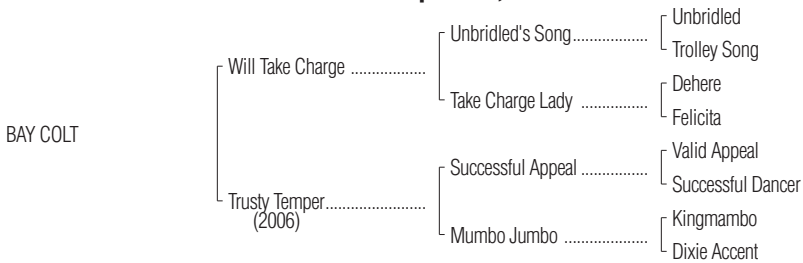 Unbridled
Unbridled's Song.................
Trolley Song
Will Take Charge ..................
Dehere
Take Charge Lady ................
Felicita
BAY COLT
Valid Appeal
Successful Appeal ................
Successful Dancer
Trusty Temper.........................
(2006)
Kingmambo
Mumbo Jumbo ....................
Dixie Accent